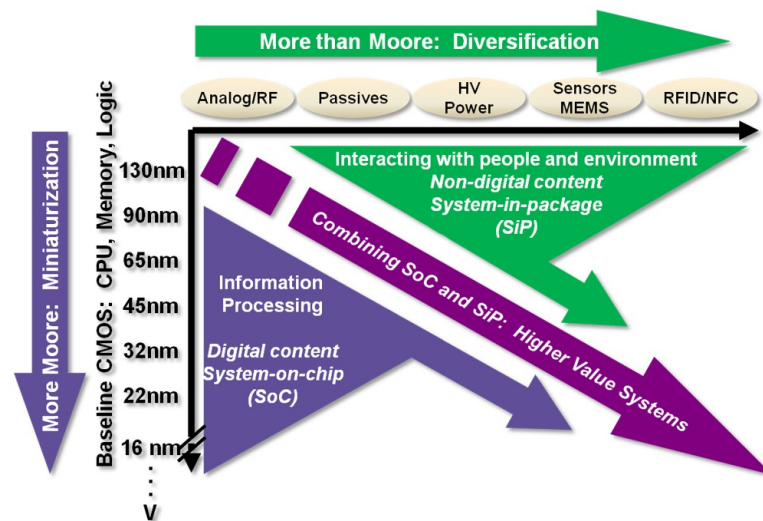 More than Moore: Diversification
Analog/RF
Passives
HV
Power
Sensors
MEMS
RFID/NFC
More Moore: Miniaturization
Baseline CMOS: CPU, Memory, Logic
130nm
90nm
65nm
45nm
32nm
22nm
16 nm
V
Interacting with people and environment
Non-digital content
System-in-package
(SiP)
Combining SoC and SiP: Higher Value Systems
Information
Processing
Digital content
System-on-chip
(SoC)